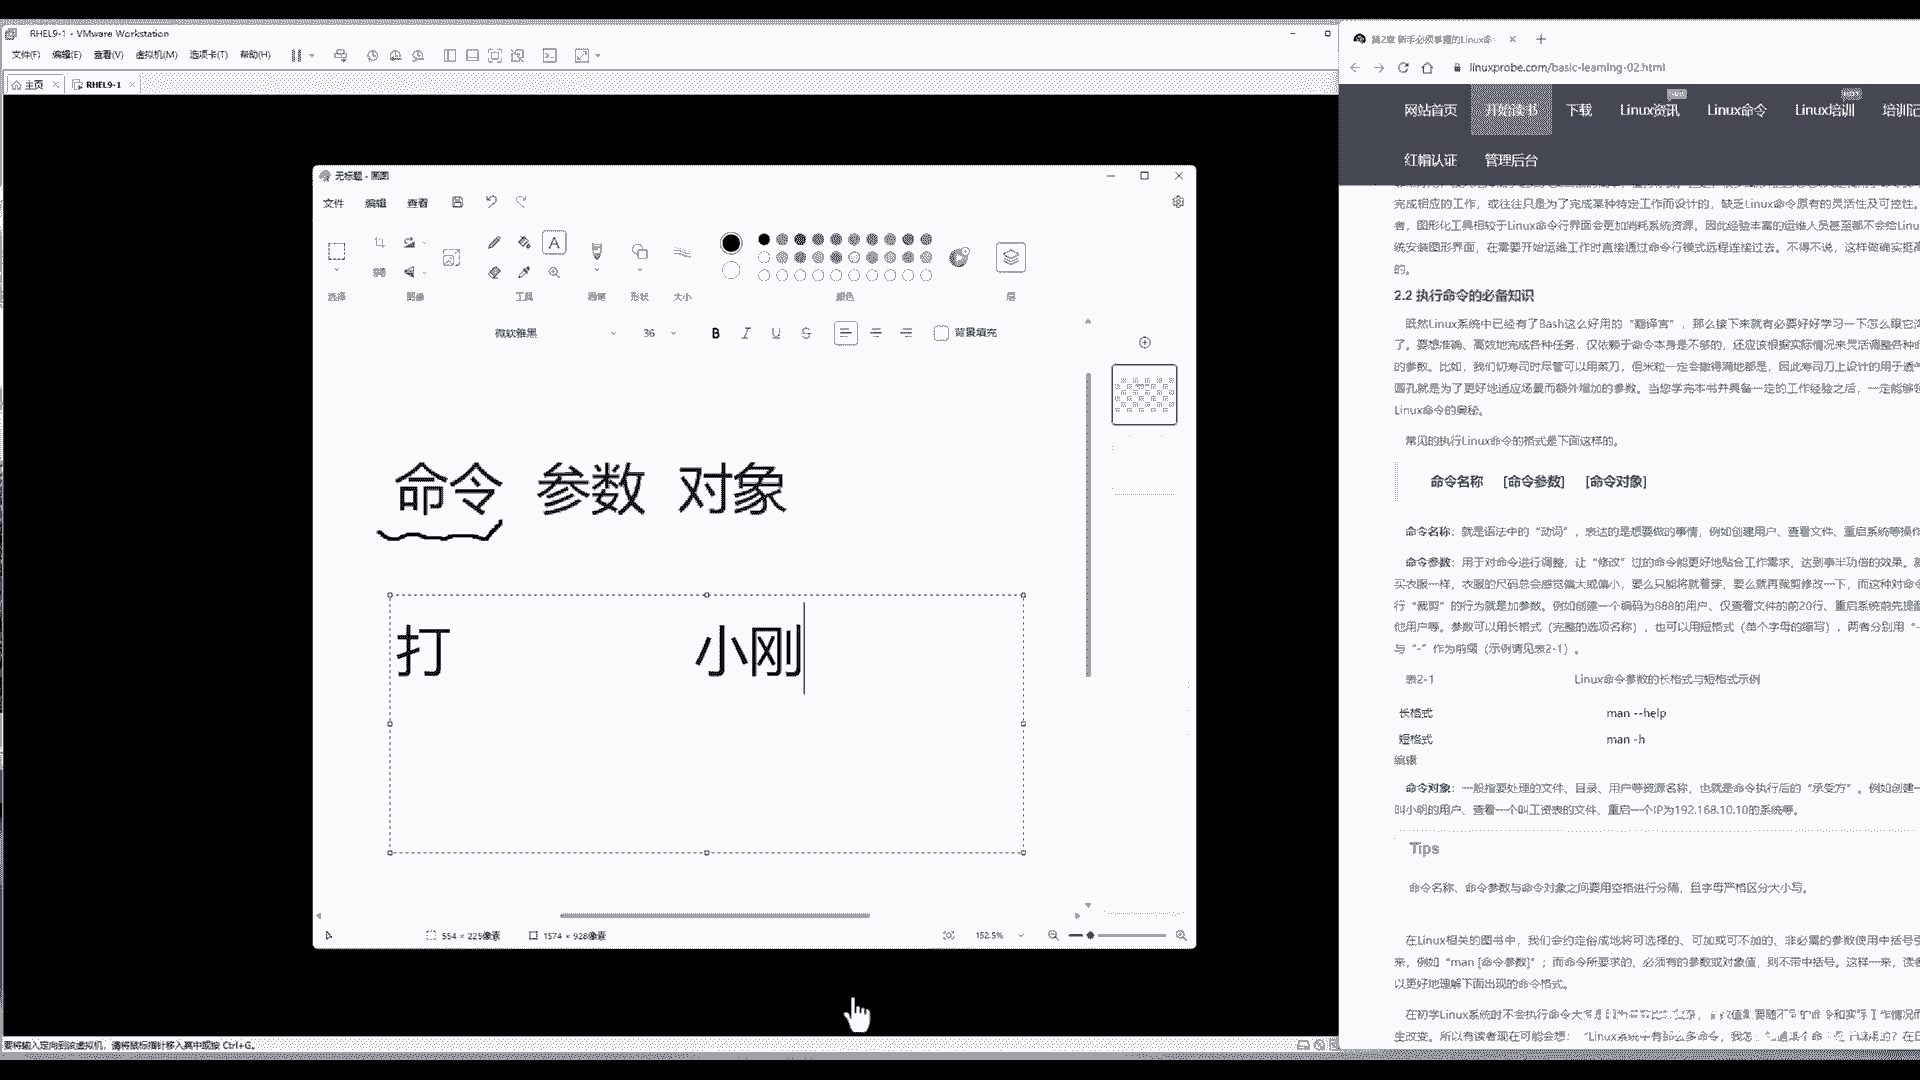 RHEL9-1 - VMware Workstation
文件(F) 编辑(E) 查看(V) 虚拟机(M) 选项卡(T) 帮助(H)
主页 RHEL9-1
无标题 - 画图
文件 编辑 查看
选择 图像 工具 画笔 形状 大小 颜色 层
微软雅黑 36 B I U S 背景填充
命令 参数 对象
打 小刚
554 × 225像素 1574 × 928像素 152.5%
要将输入定向到该虚拟机，请将鼠标指针移入其中或按 Ctrl+G。
第2章 新手必须掌握的Linux命
linuxprobe.com/basic-learning-02.html
网站首页 开始读书 下载 Linux资讯 Linux命令 Linux培训 培训记
红帽认证 管理后台
完成相应的工作，或往往只是为了完成某种特定工作而设计的，缺乏Linux命令原有的灵活性及可控性。
者，图形化工具相较于Linux命令行界面会更加消耗系统资源，因此经验丰富的运维人员甚至都不会给Linu
统安装图形界面，在需要开始运维工作时直接通过命令行模式远程连接过去。不得不说，这样做确实挺高
的。
2.2 执行命令的必备知识
既然Linux系统中已经有了Bash这么好用的“翻译官”，那么接下来就有必要好好学习一下怎么跟它沟
了。要想准确、高效地完成各种任务，仅依赖于命令本身是不够的，还应该根据实际情况来灵活调整各种命
的参数。比如，我们切寿司时尽管可以用菜刀，但米粒一定会撒得满地都是，因此寿司刀上设计的用于透气
圆孔就是为了更好地适应场景而额外增加的参数。当您学完本书并具备一定的工作经验之后，一定能够领
Linux命令的奥秘。
常见的执行Linux命令的格式是下面这样的。
命令名称 [命令参数] [命令对象]
命令名称：就是语法中的“动词”，表达的是想要做的事情，例如创建用户、查看文件、重启系统等操作
命令参数：用于对命令进行调整，让“修改”过的命令能更好地贴合工作需求，达到事半功倍的效果。就
买衣服一样，衣服的尺码总会感觉偏大或偏小，要么只能将就着穿，要么就再裁剪修改一下，而这种对命令
行“裁剪”的行为就是加参数。例如创建一个编码为888的用户、仅查看文件的前20行、重启系统前先提醒
他用户等。参数可以用长格式（完整的选项名称），也可以用短格式（单个字母的缩写），两者分别用“-
与“-”作为前缀（示例请见表2-1）。
表2-1 Linux命令参数的长格式与短格式示例
长格式 man --help
短格式 man -h
编辑
命令对象：一般指要处理的文件、目录、用户等资源名称，也就是命令执行后的“承受方”。例如创建一
叫小明的用户、查看一个叫工资表的文件、重启一个IP为192.168.10.10的系统等。
Tips
命令名称、命令参数与命令对象之间要用空格进行分隔，且字母严格区分大小写。
在Linux相关的图书中，我们会约定俗成地将可选择的、可加或可不加的、非必需的参数使用中括号引
来，例如“man [命令参数]”；而命令所要求的、必须有的参数或对象值，则不带中括号。这样一来，读者
以更好地理解下面出现的命令格式。
在初学Linux系统时不会执行命令大多是
生改变。所以有读者现在可能会想：“Linux系统中有那么多命令，我怎